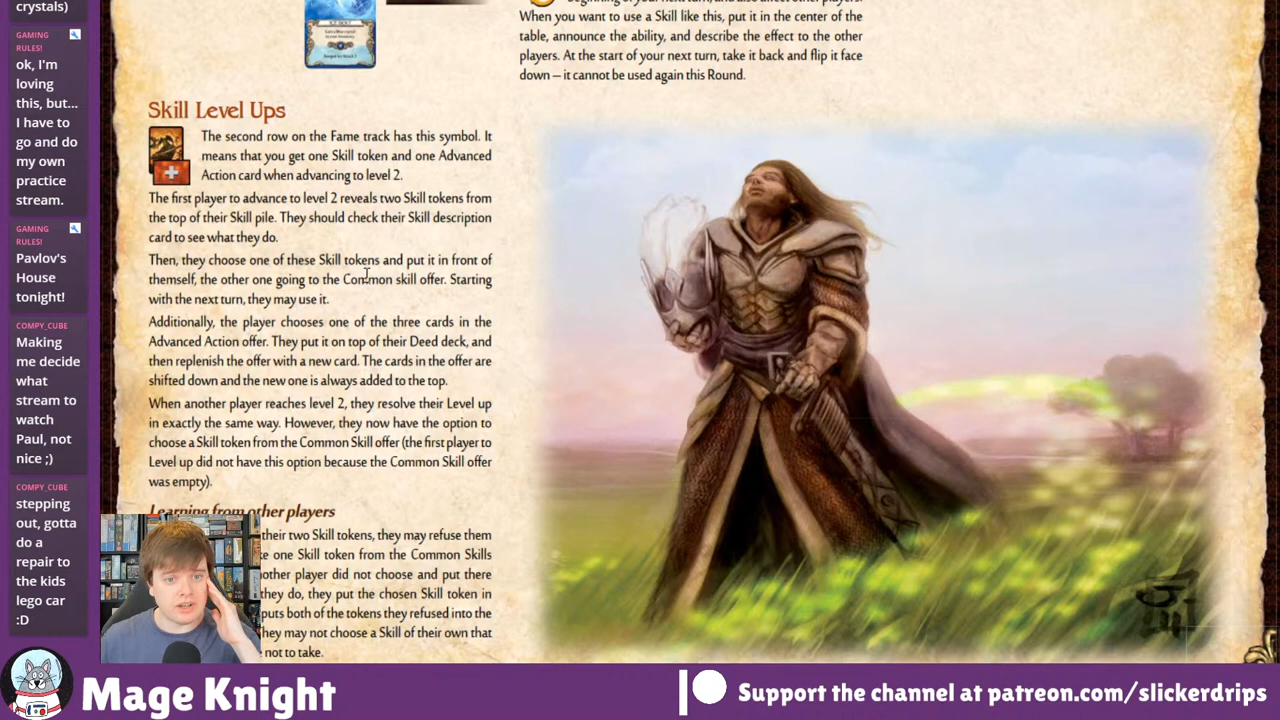 crystals)
GAMING
RULES!
ok, I'm
loving
this, but...
I have to
go and do
my own
practice
stream.
GAMING
RULES!
Pavlov's
House
tonight!
COMPY_CUBE
Making
me decide
what
stream to
watch
Paul, not
nice ;)
COMPY_CUBE
stepping
out, gotta
do a
repair to
the kids
lego car
:D
Skill Level Ups
The second row on the Fame track has this symbol. It
means that you get one Skill token and one Advanced
Action card when advancing to level 2.
The first player to advance to level 2 reveals two Skill tokens from
the top of their Skill pile. They should check their Skill description
card to see what they do.
Then, they choose one of these Skill tokens and put it in front of
themself, the other one going to the Common skill offer. Starting
with the next turn, they may use it.
Additionally, the player chooses one of the three cards in the
Advanced Action offer. They put it on top of their Deed deck, and
then replenish the offer with a new card. The cards in the offer are
shifted down and the new one is always added to the top.
When another player reaches level 2, they resolve their Level up
in exactly the same way. However, they now have the option to
choose a Skill token from the Common Skill offer (the first player to
Level up did not have this option because the Common Skill offer
was empty).
Learning from other players
their two Skill tokens, they may refuse them
one Skill token from the Common Skills
other player did not choose and put there
they do, they put the chosen Skill token in
puts both of the tokens they refused into the
They may not choose a Skill of their own that
not to take.
beginning of your next turn, and also affect other players.
When you want to use a Skill like this, put it in the center of the
table, announce the ability, and describe the effect to the other
players. At the start of your next turn, take it back and flip it face
down – it cannot be used again this Round.
Mage Knight
Support the channel at patreon.com/slickerdrips